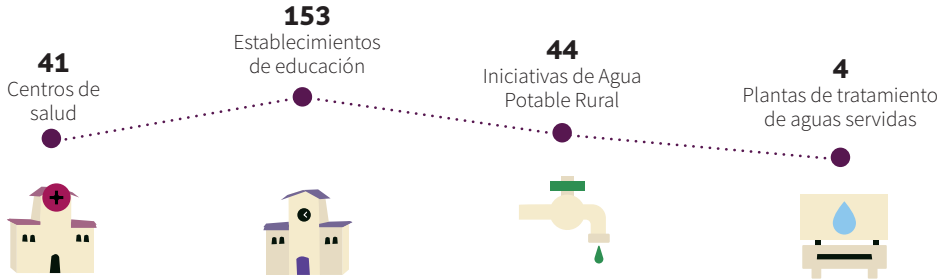 41
Centros de
salud
153
Establecimientos
de educación
44
Iniciativas de Agua
Potable Rural
4
Plantas de tratamiento
de aguas servidas